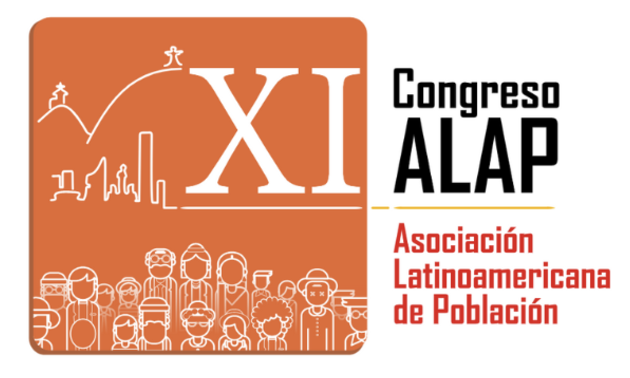 XI
Congreso
ALAP
Asociación
Latinoamericana
de Población